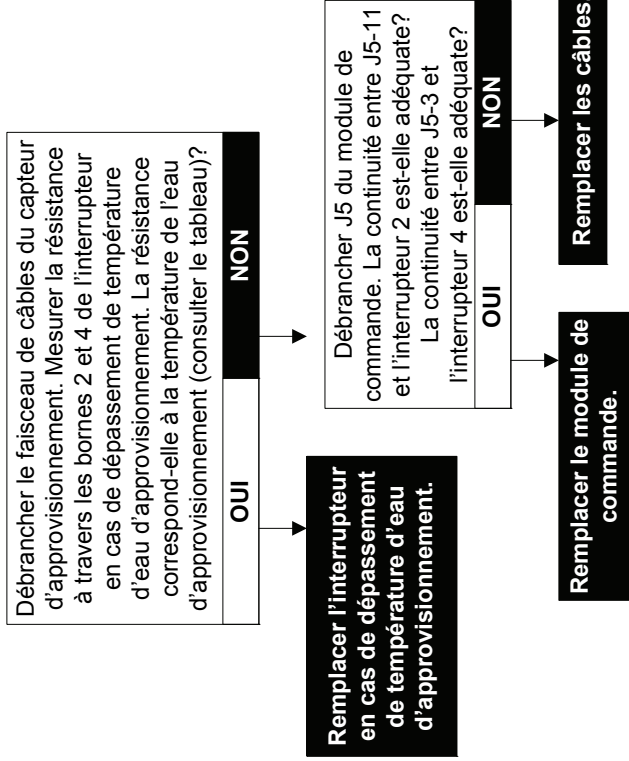 Débrancher le faisceau de câbles du capteur
d'approvisionnement. Mesurer la résistance
à travers les bornes 2 et 4 de l'interrupteur
en cas de dépassement de température
d'eau d'approvisionnement. La résistance
correspond-elle à la température de l'eau
d'approvisionnement (consulter le tableau)?
OUI
NON
Remplacer l'interrupteur
en cas de dépassement
de température d'eau
d'approvisionnement.
Débrancher J5 du module de
commande. La continuité entre J5-11
et l'interrupteur 2 est-elle adéquate?
La continuité entre J5-3 et
l'interrupteur 4 est-elle adéquate?
OUI
NON
Remplacer le module de
commande.
Remplacer les câbles